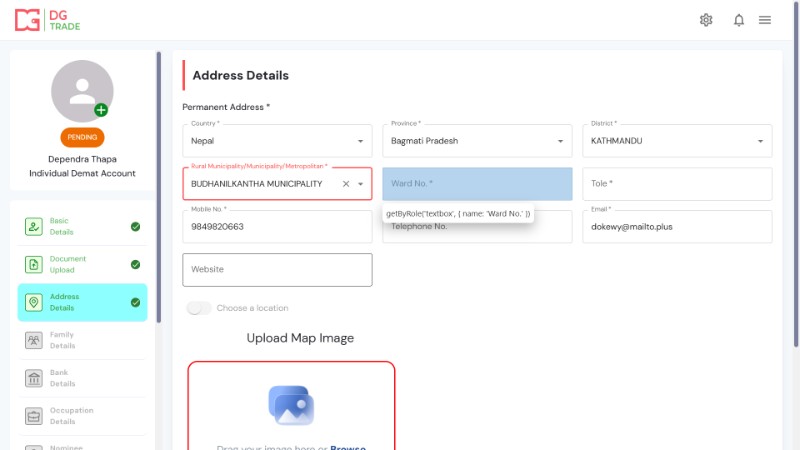 DG
TRADE
PENDING
Dependra Thapa
Individual Demat Account
Basic
Details
Document
Upload
Address
Details
Family
Details
Bank
Details
Occupation
Details
Nominee
Address Details
Permanent Address *
Country *
Nepal
Province *
Bagmati Pradesh
District *
KATHMANDU
Rural Municipality/Municipality/Metropolitan *
BUDHANILKANTHA MUNICIPALITY
Ward No. *
Tole *
getByRole('textbox', { name: 'Ward No.' })
Mobile No. *
9849820663
Telephone No.
Email *
dokewy@mailto.plus
Website
Choose a location
Upload Map Image
Drag your image here or Browse